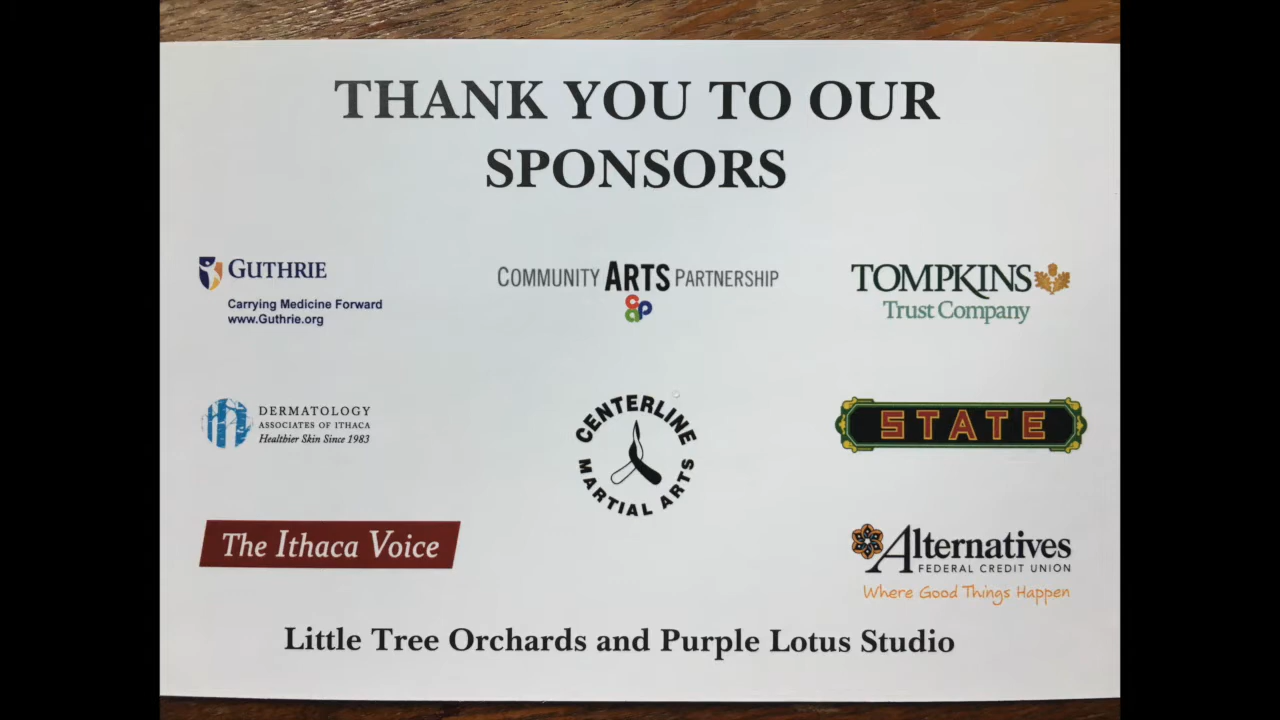 THANK YOU TO OUR
SPONSORS
GUTHRIE
Carrying Medicine Forward
www.Guthrie.org
COMMUNITY ARTS PARTNERSHIP
cap
TOMPKINS
Trust Company
DERMATOLOGY
ASSOCIATES OF ITHACA
Healthier Skin Since 1983
CENTERLINE
MARTIAL ARTS
STATE
The Ithaca Voice
Alternatives
FEDERAL CREDIT UNION
Where Good Things Happen
Little Tree Orchards and Purple Lotus Studio